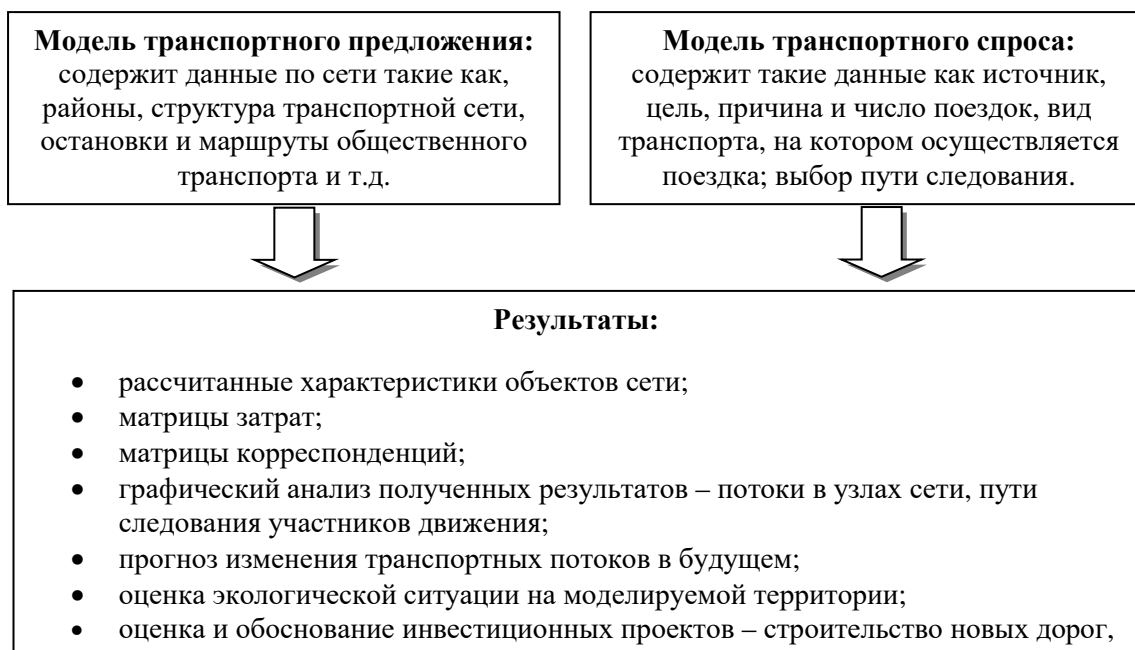 Модель транспортного предложения:
содержит данные по сети такие как,
районы, структура транспортной сети,
остановки и маршруты общественного
транспорта и т.д.
Модель транспортного спроса:
содержит такие данные как источник,
цель, причина и число поездок, вид
транспорта, на котором осуществляется
поездка; выбор пути следования.
Результаты:
• рассчитанные характеристики объектов сети;
• матрицы затрат;
• матрицы корреспонденций;
• графический анализ полученных результатов – потоки в узлах сети, пути
следования участников движения;
• прогноз изменения транспортных потоков в будущем;
• оценка экологической ситуации на моделируемой территории;
• оценка и обоснование инвестиционных проектов – строительство новых дорог,